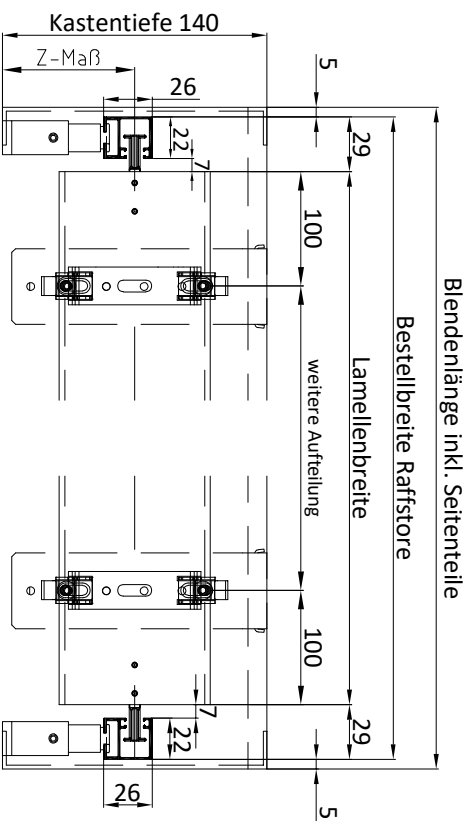 Kastentiefe 140
Z-Maß
26
22
7
5
29
100
weitere Aufteilung
Lamellenbreite
Bestellbreite Raffstore
Blendenlänge inkl. Seitenteile
100
29
7
22
26
5